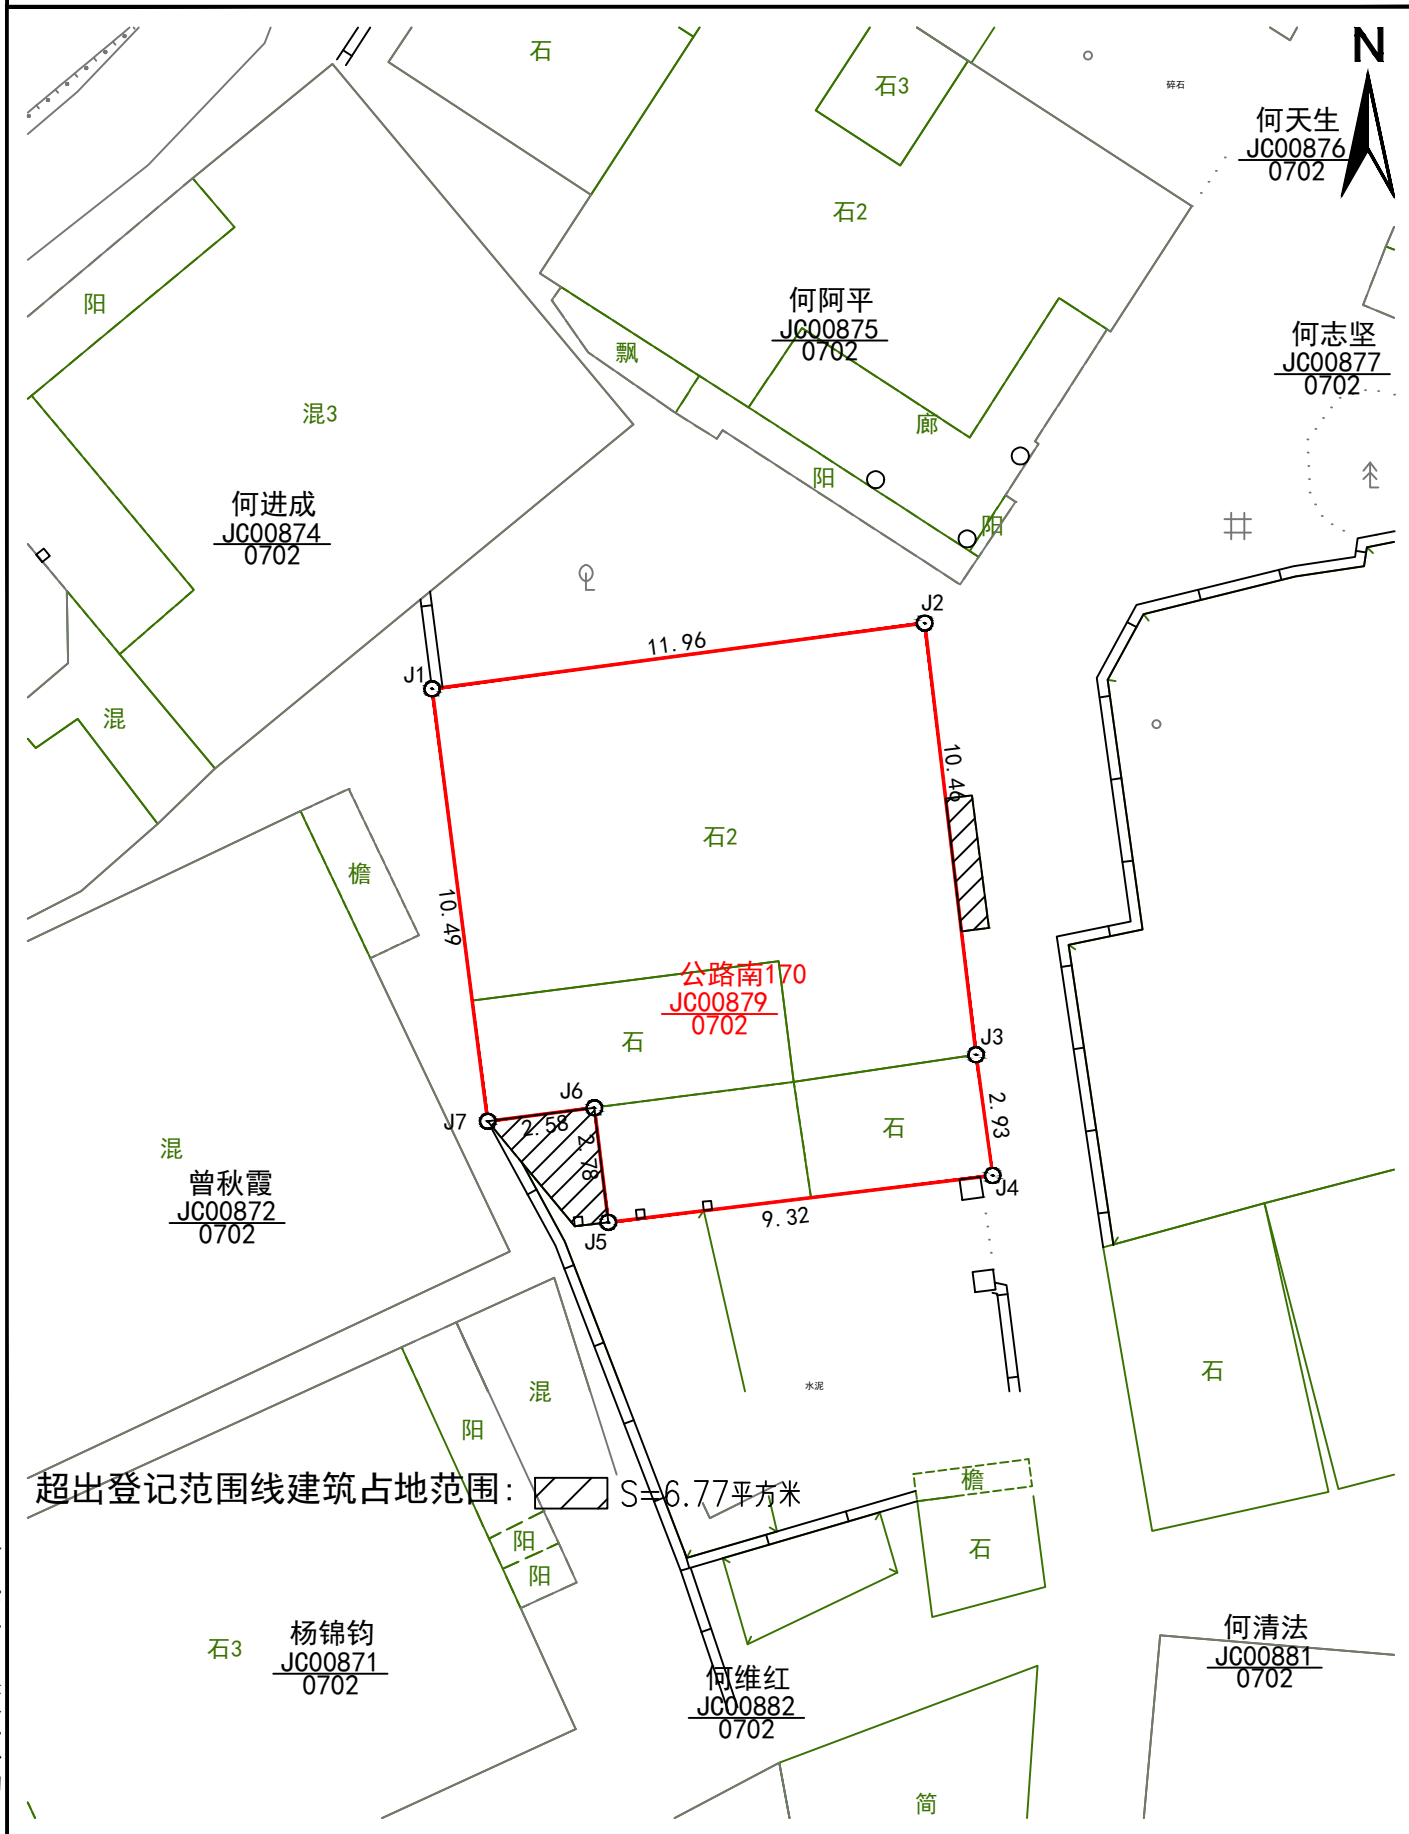 石
N
石3
碎石
何天生
JC00876
0702
石2
阳
何阿平
JC00875
0702
何志坚
JC00877
0702
飘
混3
廊
阳
阳
何进成
JC00874
0702
J2
11.96
J1
混
10.46
石2
檐
10.49
公路南170
JC00879
0702
石
J3
J6
2.58
J7
2.93
石
2.78
混
曾秋霞
JC00872
0702
J4
9.32
J5
石
水泥
混
阳
超出登记范围线建筑占地范围:
S=6.77平方米
檐
阳
石
阳
石3
杨锦钧
JC00871
0702
何清法
JC00881
0702
何维红
JC00882
0702
简